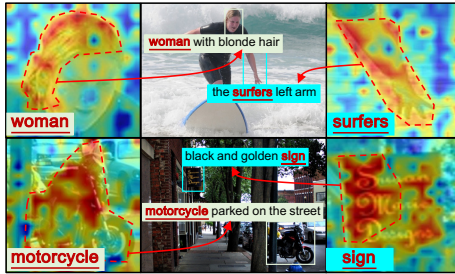 woman with blonde hair
the surfers left arm
woman
surfers
black and golden sign
motorcycle parked on the street
motorcycle
sign